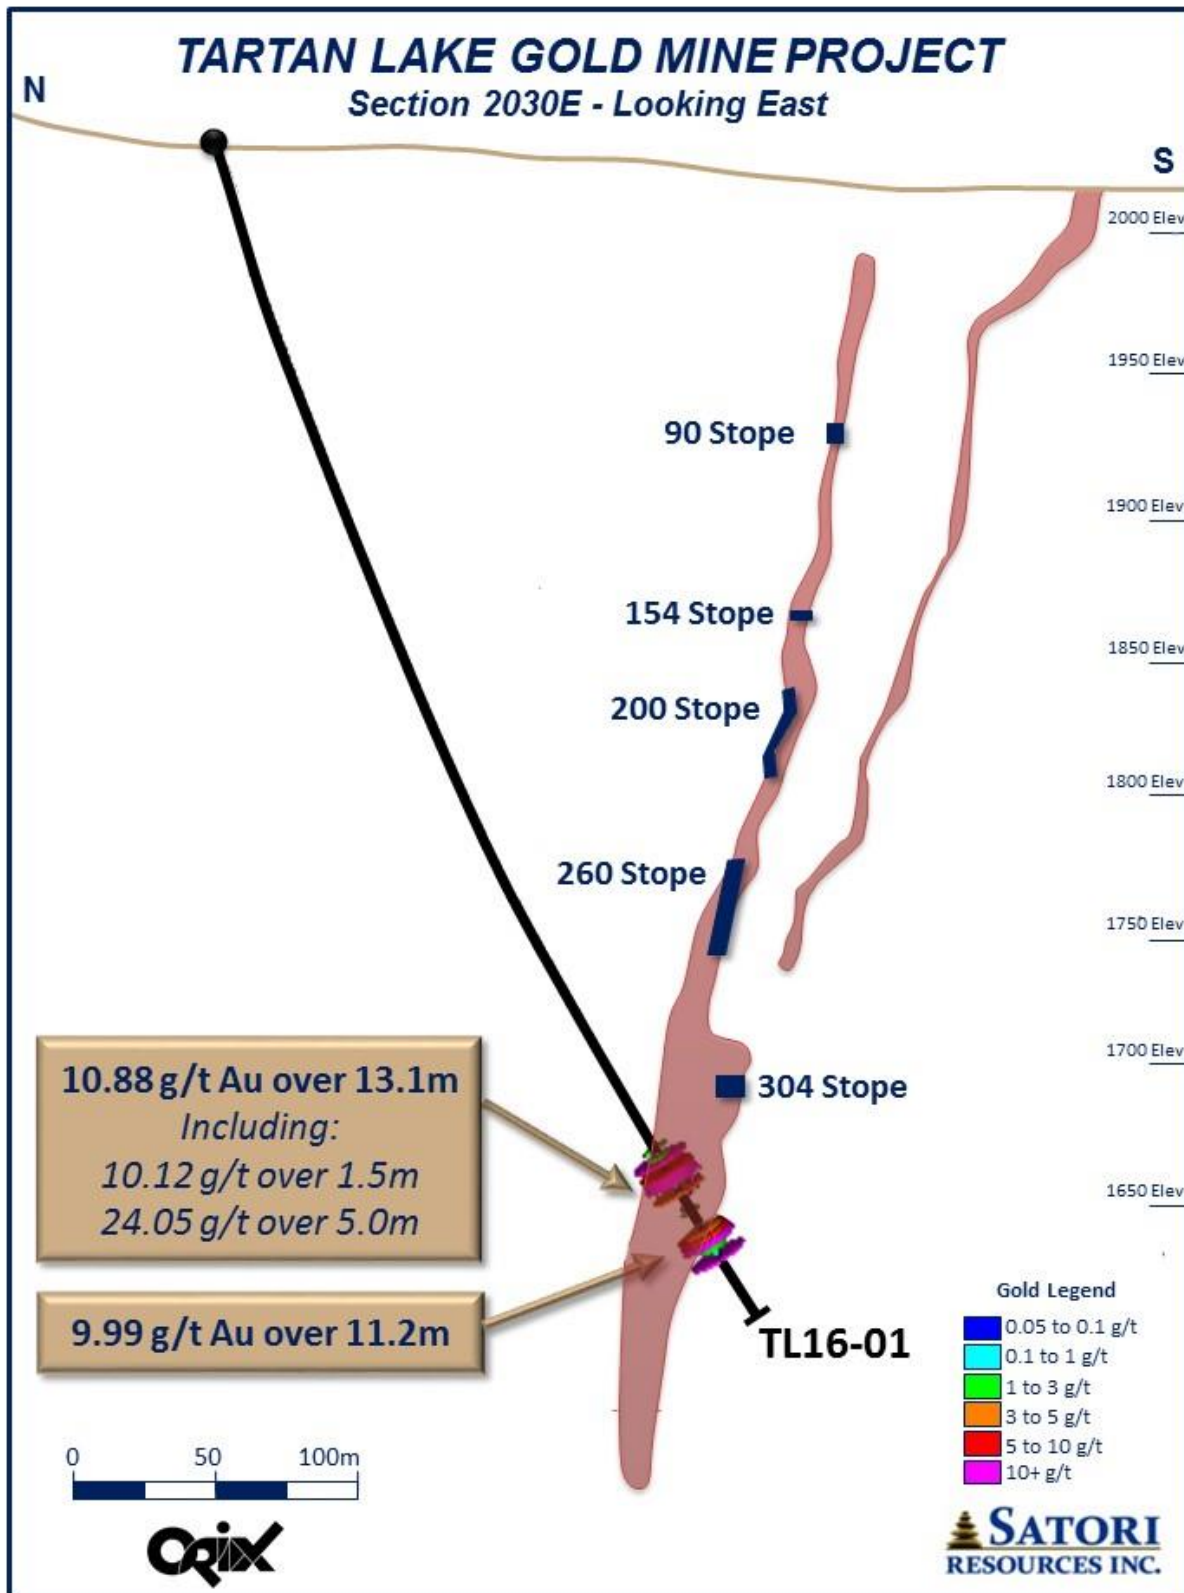 TARTAN LAKE GOLD MINE PROJECT
Section 2030E - Looking East
N
S
2000 Elev
1950 Elev
90 Stope
1900 Elev
154 Stope
1850 Elev
200 Stope
1800 Elev
260 Stope
1750 Elev
1700 Elev
304 Stope
10.88 g/t Au over 13.1m
Including:
10.12 g/t over 1.5m
24.05 g/t over 5.0m
1650 Elev
9.99 g/t Au over 11.2m
TL16-01
Gold Legend
0.05 to 0.1 g/t
0.1 to 1 g/t
1 to 3 g/t
3 to 5 g/t
5 to 10 g/t
10+ g/t
0 50 100m
Orix
SATORI
RESOURCES INC.